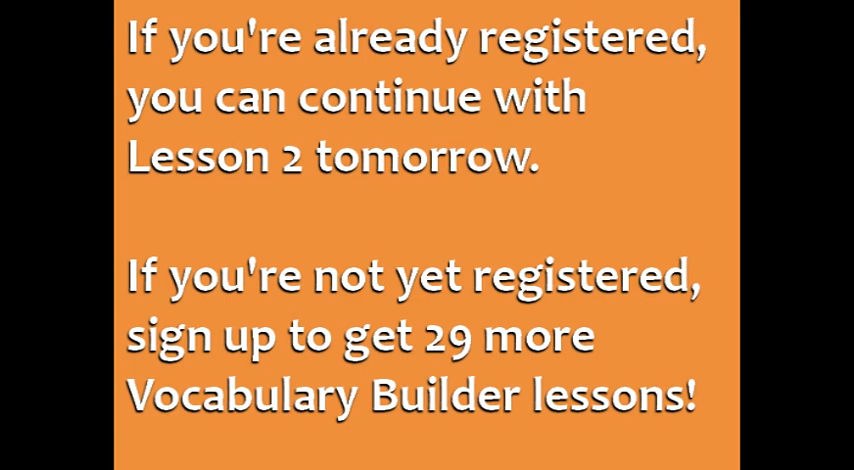 If you're already registered,
you can continue with
Lesson 2 tomorrow.
If you're not yet registered,
sign up to get 29 more
Vocabulary Builder lessons!